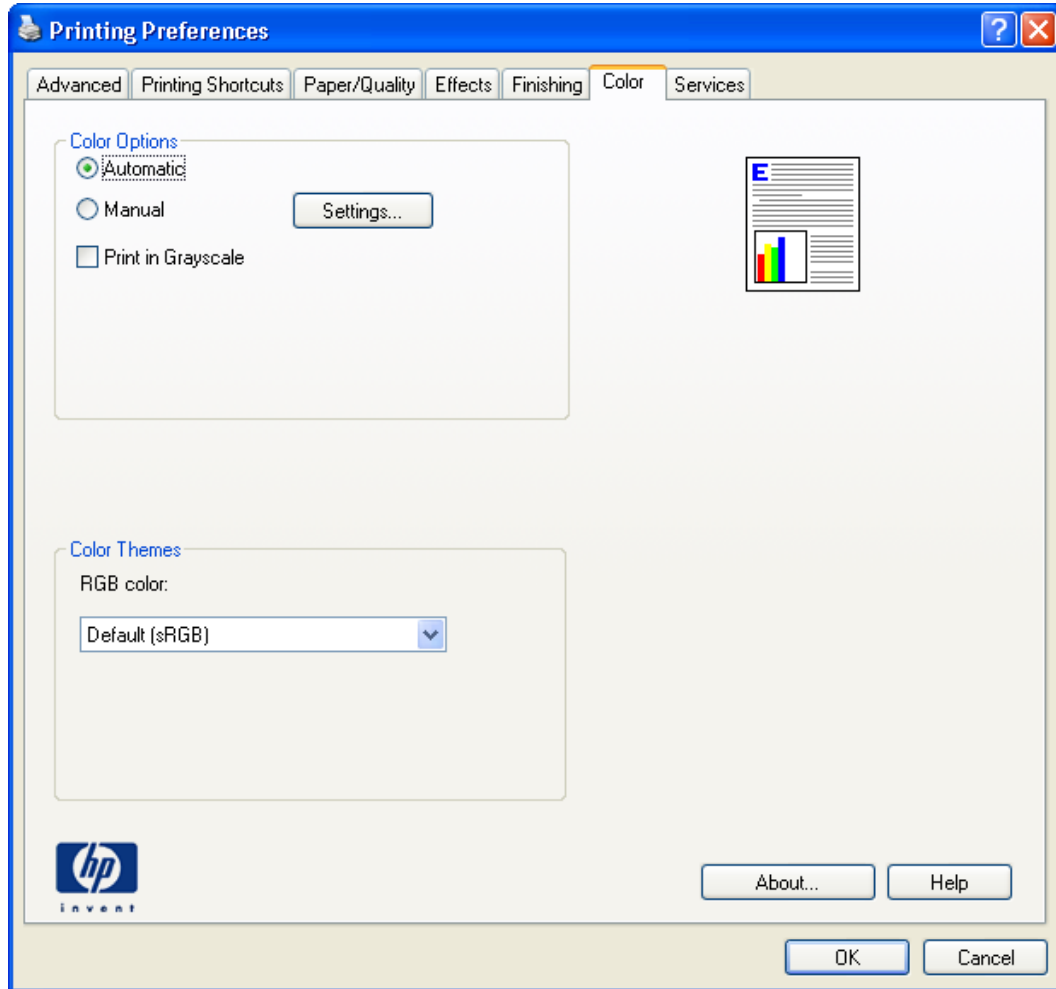 Printing Preferences
Advanced Printing Shortcuts Paper/Quality Effects Finishing Color Services
Color Options
Automatic
Manual Settings...
Print in Grayscale
E
Color Themes
RGB color:
Default (sRGB)
hp
invent
About... Help
OK Cancel